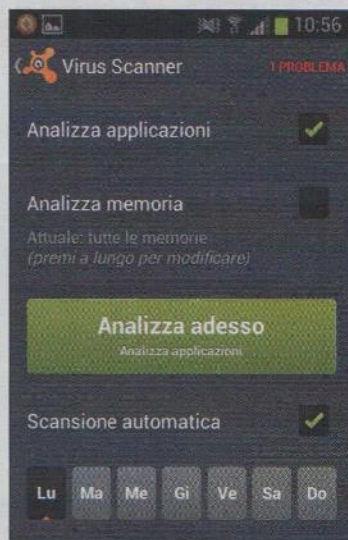 10:56
Virus Scanner 1 PROBLEMA
Analizza applicazioni
Analizza memoria
Attuale: tutte le memorie
(premi a lungo per modificare)
Analizza adesso
Analizza applicazioni
Scansione automatica
Lu Ma Me Gi Ve Sa Do